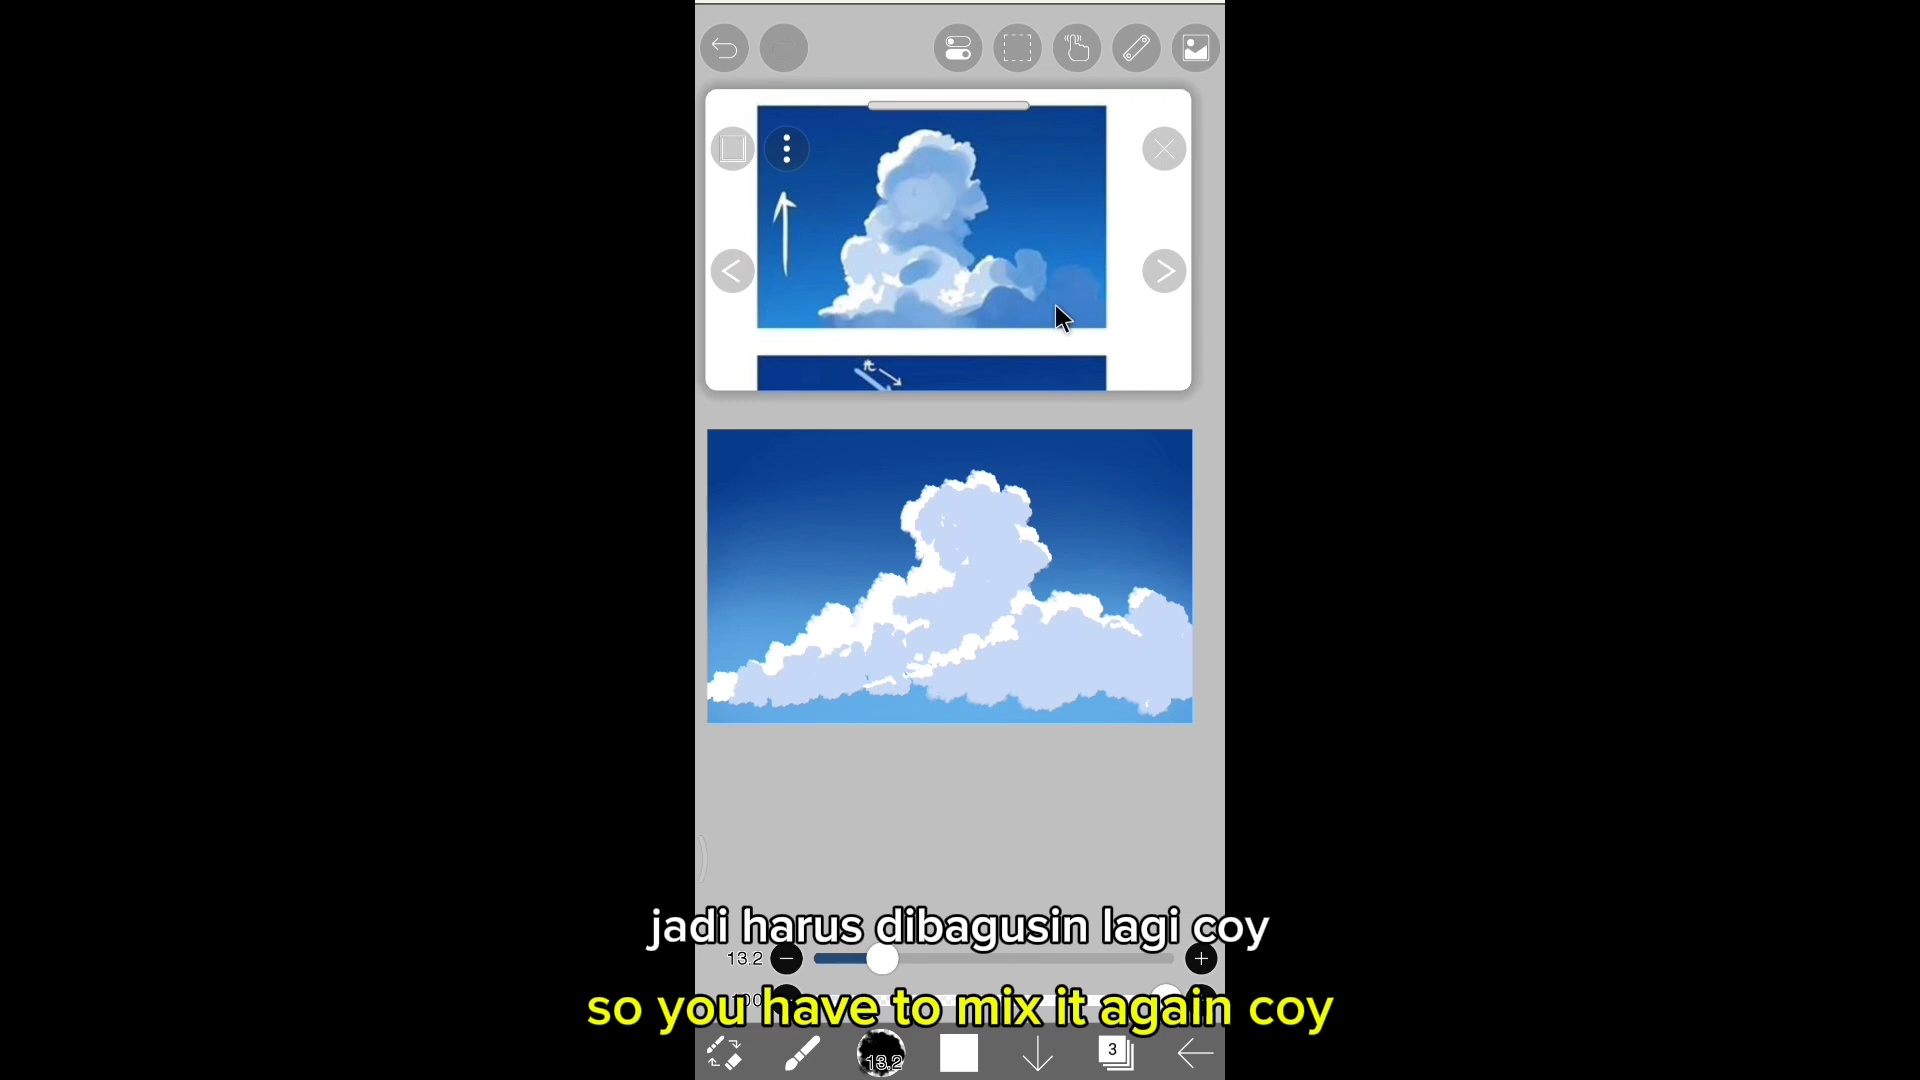 jadi harus dibagusin lagi coy
13.2
so you have to mix it again coy
13.2
3